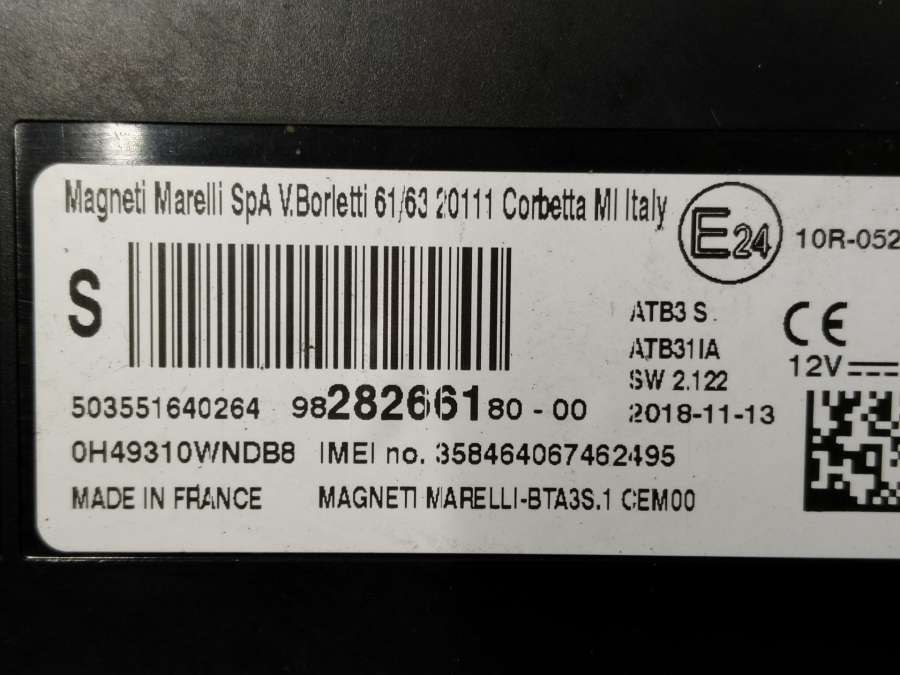 Magneti Marelli SpA V.Borletti 61/63 20111 Corbetta MI Italy
E24 10R-052
S
ATB3 S
ATB31IA
SW 2.122
12V
503551640264 9828266180 - 00 2018-11-13
0H49310WNDB8 IMEI no. 358464067462495
MADE IN FRANCE MAGNETI MARELLI-BTA3S.1 CEM00